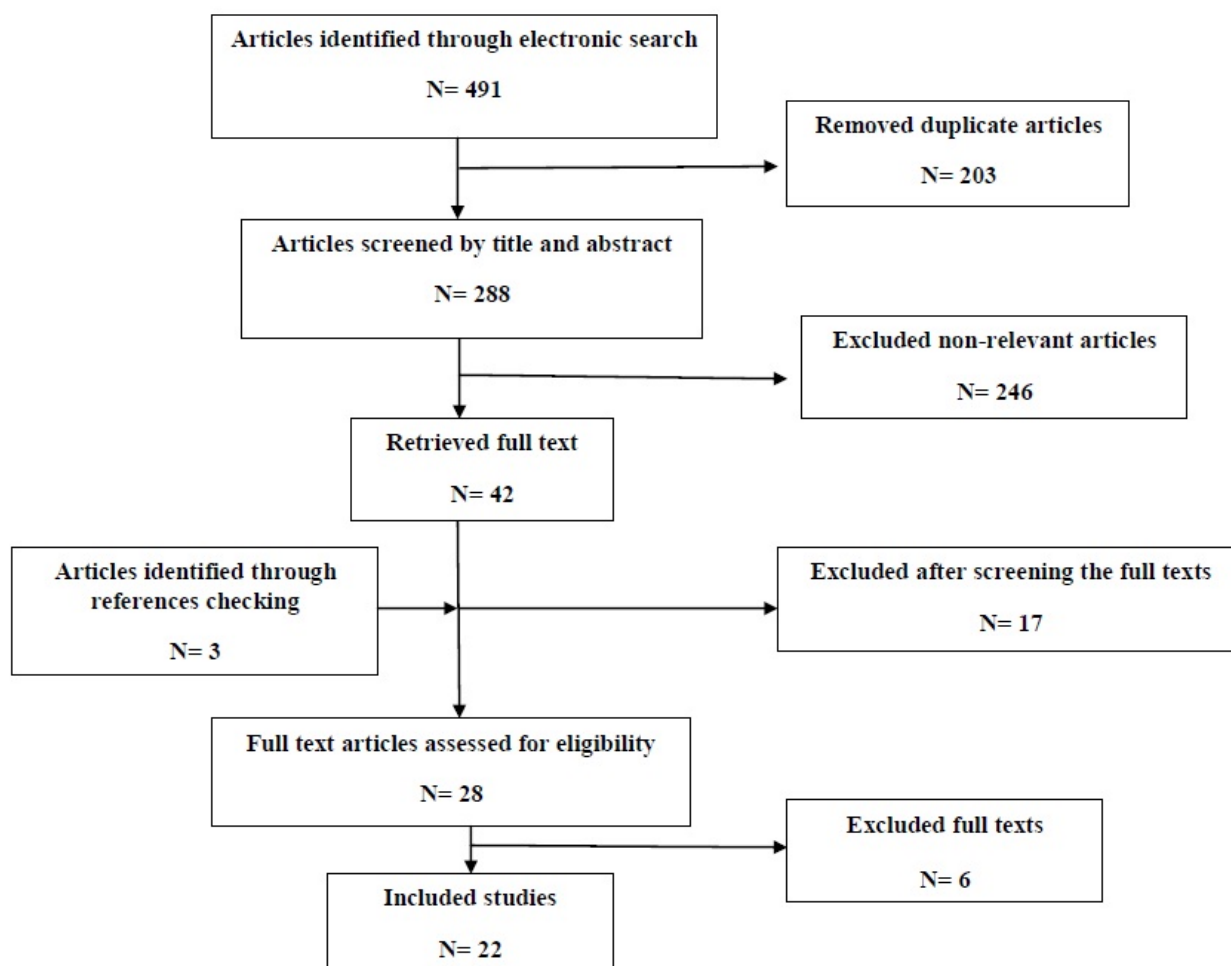 Articles identified through electronic search
N= 491
Removed duplicate articles
N= 203
Articles screened by title and abstract
N= 288
Excluded non-relevant articles
N= 246
Retrieved full text
N= 42
Articles identified through
references checking
N= 3
Excluded after screening the full texts
N= 17
Full text articles assessed for eligibility
N= 28
Excluded full texts
N= 6
Included studies
N= 22